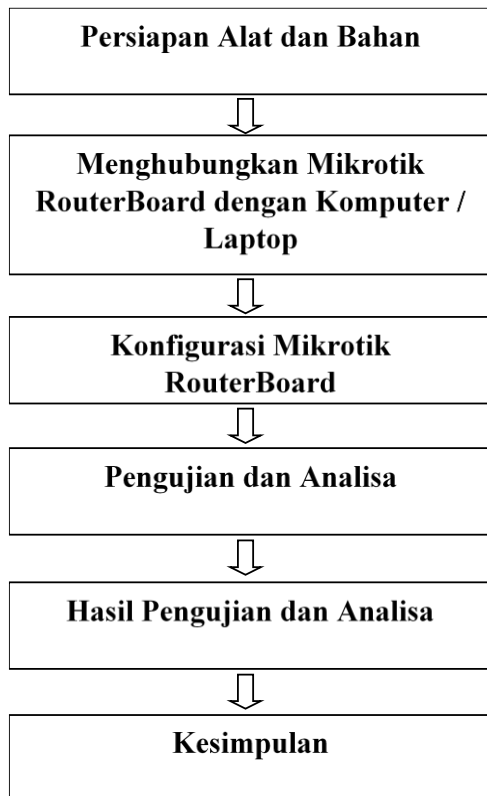 Persiapan Alat dan Bahan
Menghubungkan Mikrotik
RouterBoard dengan Komputer /
Laptop
Konfigurasi Mikrotik
RouterBoard
Pengujian dan Analisa
Hasil Pengujian dan Analisa
Kesimpulan